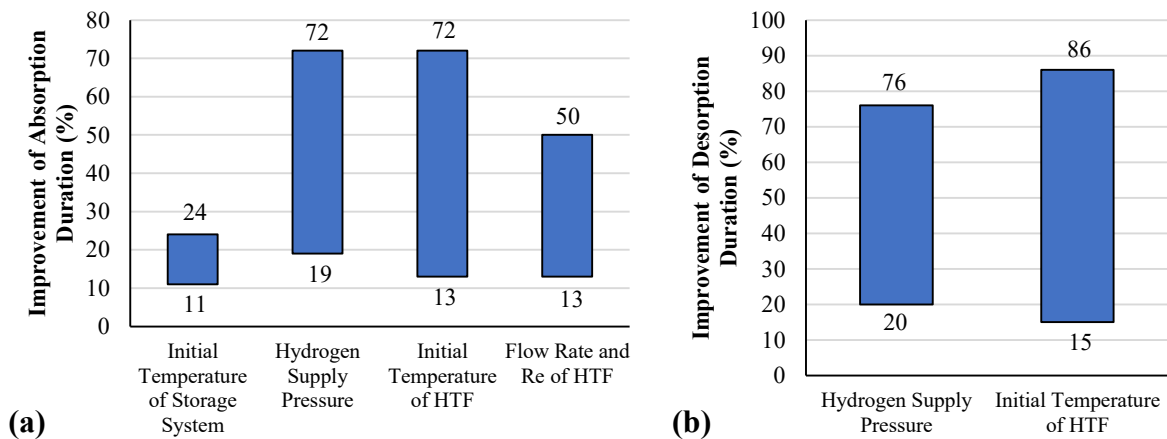 Improvement of Absorption
Duration (%)
80
70
60
50
40
30
20
10
0
24
11
72
19
72
13
50
13
Initial
Temperature
of Storage
System
Hydrogen
Supply
Pressure
Initial
Temperature
of HTF
Flow Rate and
Re of HTF
(a)
Improvement of Desorption
Duration (%)
100
90
80
70
60
50
40
30
20
10
0
76
20
86
15
Hydrogen Supply
Pressure
Initial Temperature
of HTF
(b)